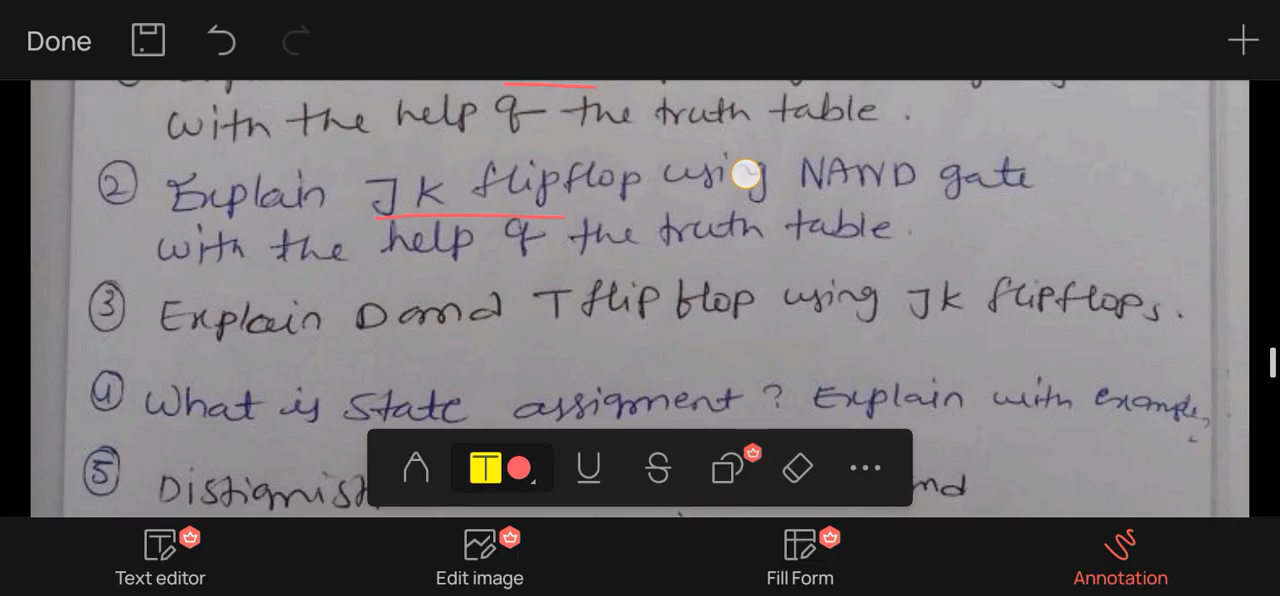 Done
with the help of the truth table .
② Explain JK flipflop using NAND gate
with the help of the truth table .
③ Explain D and T flip flop using JK flipflops .
④ What is State assigment ? Explain with example,
⑤ Distignish nd
Text editor
Edit image
Fill Form
Annotation